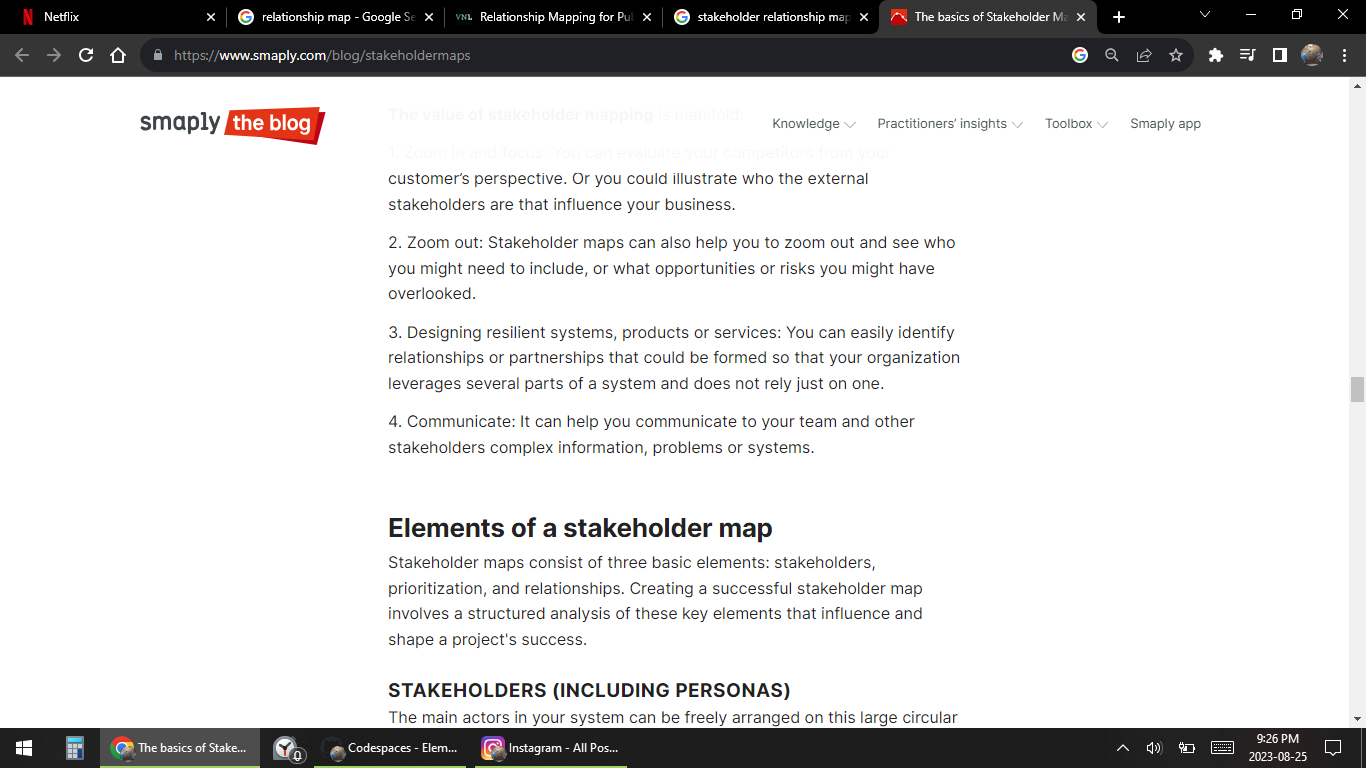 Netflix
relationship map - Google Se
VNL Relationship Mapping for Pu
stakeholder relationship map
The basics of Stakeholder Ma
https://www.smaply.com/blog/stakeholdermaps
smaply the blog
Knowledge
Practitioners’ insights
Toolbox
Smaply app
The value of stakeholder mapping is manifold:
1. Zoom in and focus: You can evaluate your competitors from your
customer’s perspective. Or you could illustrate who the external
stakeholders are that influence your business.
2. Zoom out: Stakeholder maps can also help you to zoom out and see who
you might need to include, or what opportunities or risks you might have
overlooked.
3. Designing resilient systems, products or services: You can easily identify
relationships or partnerships that could be formed so that your organization
leverages several parts of a system and does not rely just on one.
4. Communicate: It can help you communicate to your team and other
stakeholders complex information, problems or systems.
Elements of a stakeholder map
Stakeholder maps consist of three basic elements: stakeholders,
prioritization, and relationships. Creating a successful stakeholder map
involves a structured analysis of these key elements that influence and
shape a project's success.
STAKEHOLDERS (INCLUDING PERSONAS)
The main actors in your system can be freely arranged on this large circular
The basics of Stake...
Codespaces - Elem...
Instagram - All Pos...
9:26 PM
2023-08-25